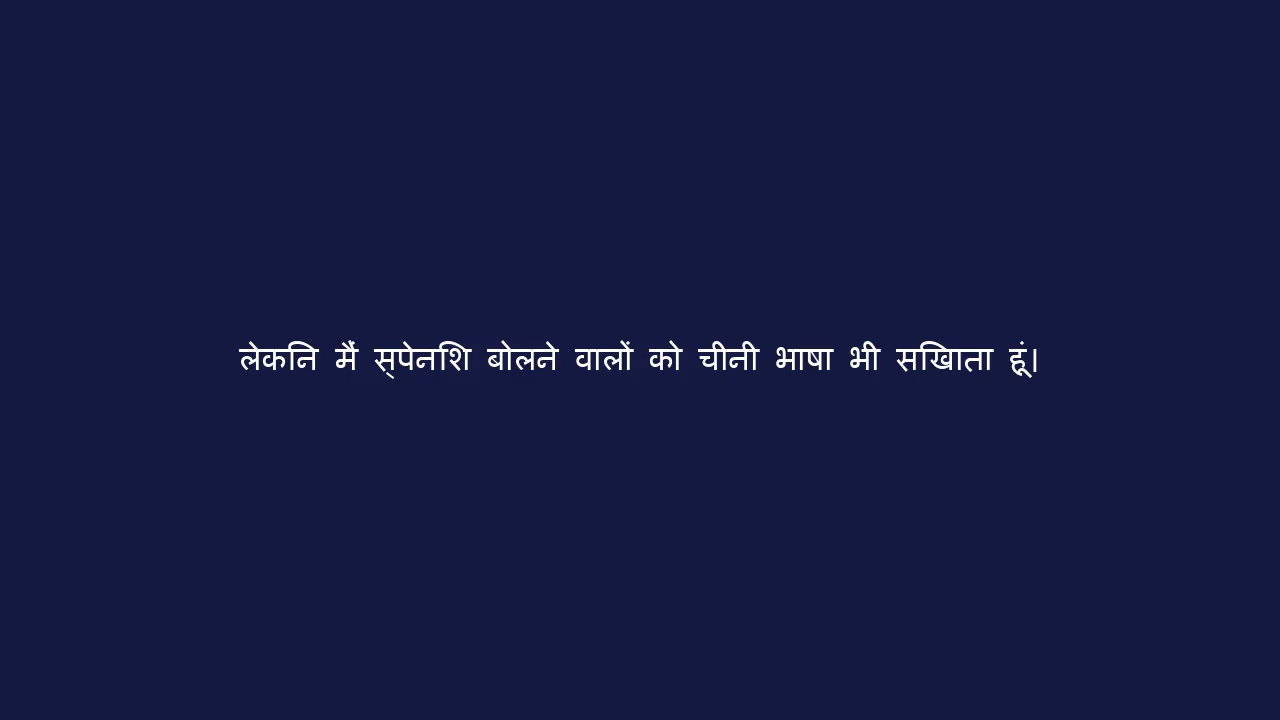 लेकिन मैं स्पेनिश बोलने वालों को चीनी भाषा भी सिखाता हूं।